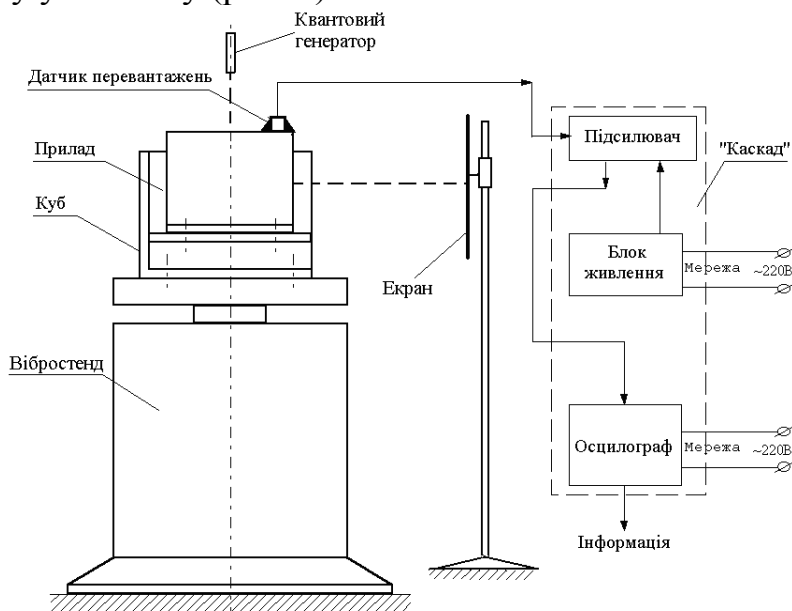 Квантовий
генератор
Датчик перевантажень
Прилад
Куб
Підсилювач
"Каскад"
Блок
живлення
Мережа ~220В
Екран
Вібростенд
Осцилограф
Мережа ~220В
Інформація